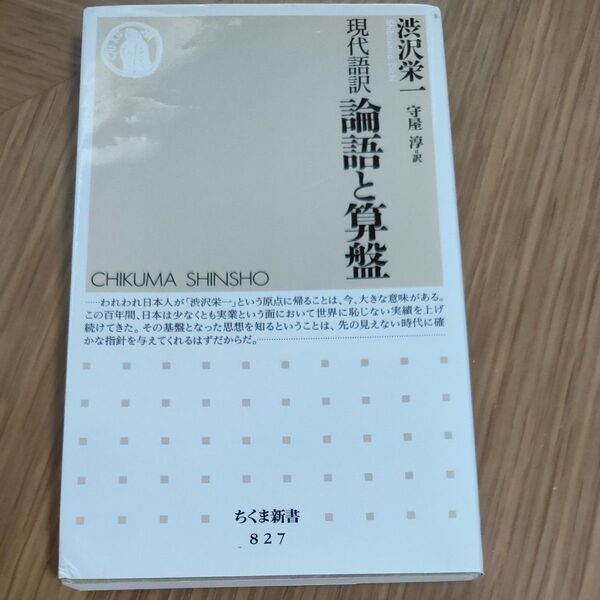 渋沢栄一
Shibusawa Eiichi
守屋 淳=訳
現代語訳
論語と算盤
CHIKUMA SHINSHO
……われわれ日本人が「渋沢栄一」という原点に帰ることは、今、大きな意味がある。
この百年間、日本は少なくとも実業という面において世界に恥じない実績を上げ
続けてきた。その基盤となった思想を知るということは、先の見えない時代に確
かな指針を与えてくれるはずだからだ。……………………
ちくま新書
827